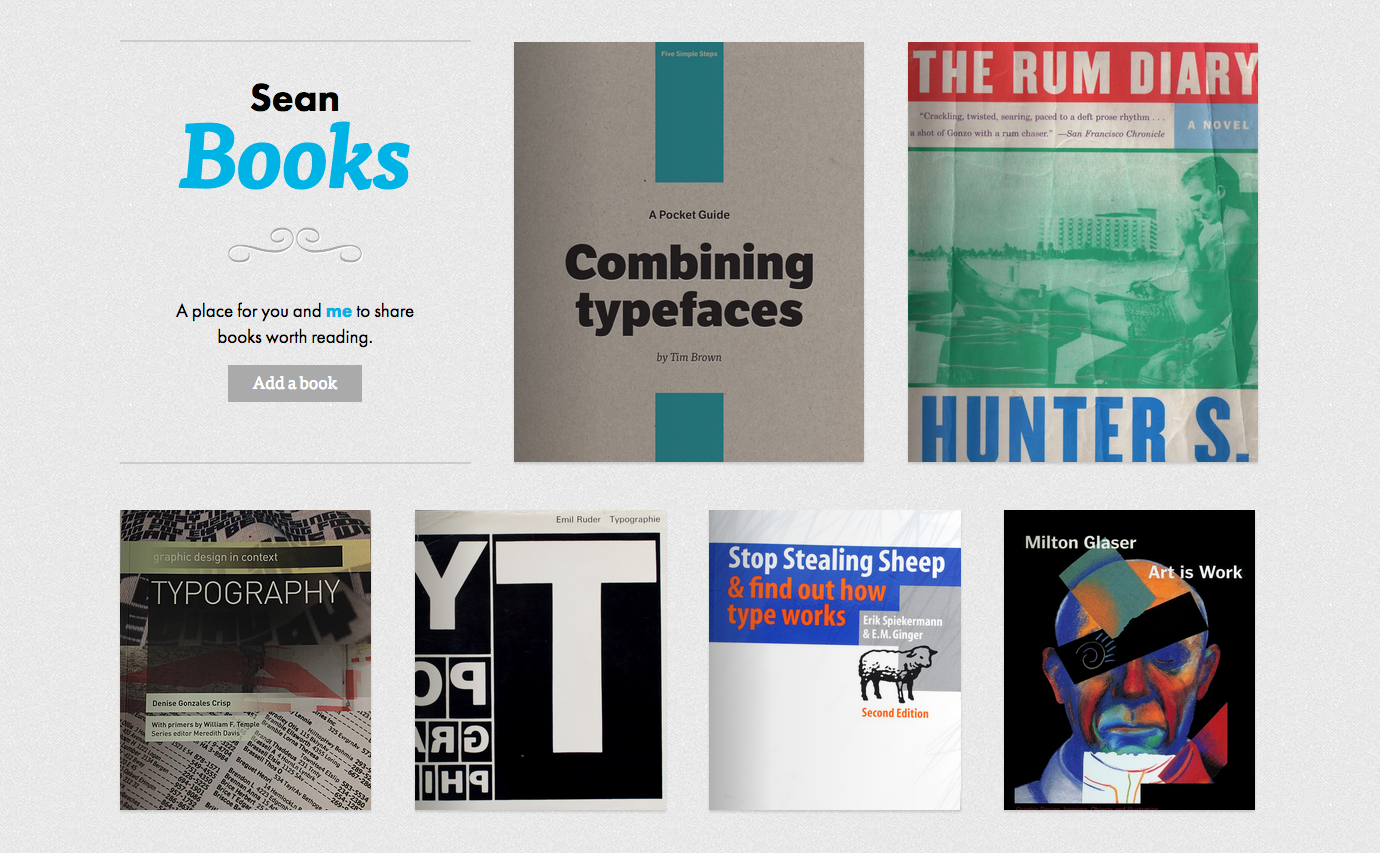 Sean
Books
A place for you and me to share
books worth reading.
Add a book
Five Simple Steps
A Pocket Guide
Combining
typefaces
by Tim Brown
THE RUM DIARY
"Crackling, twisted, searing, paced to a deft prose rhythm . . .
a shot of Gonzo with a rum chaser." —San Francisco Chronicle
A NOVEL
HUNTER S.
graphic design in context
TYPOGRAPHY
Denise Gonzales Crisp
With primers by William F. Temple
Series editor Meredith Davis
Emil Ruder Typographie
Y T
PO
GRA
PHI
Stop Stealing Sheep
& find out how
type works
Erik Spiekermann
& E.M. Ginger
Second Edition
Milton Glaser
Art is Work